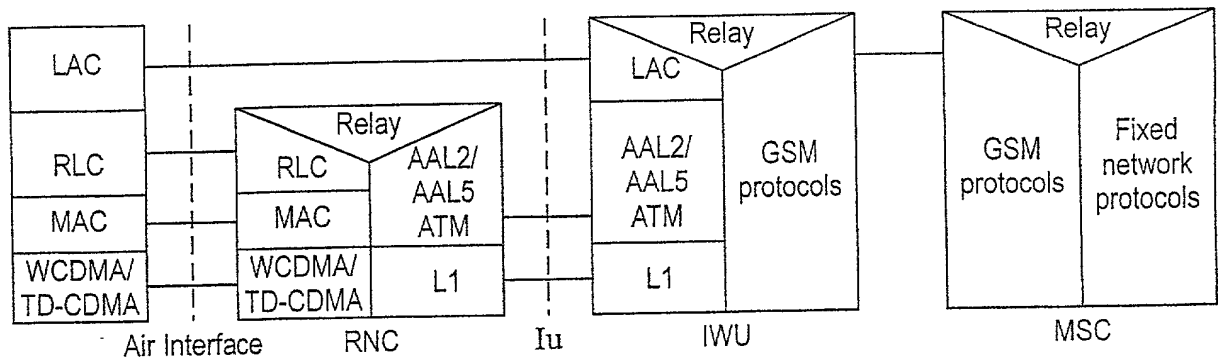 LAC
RLC
MAC
WCDMA/
TD-CDMA
Air Interface
Relay
RLC
MAC
WCDMA/
TD-CDMA
AAL2/
AAL5
ATM
L1
RNC
Iu
Relay
LAC
AAL2/
AAL5
ATM
L1
GSM
protocols
IWU
Relay
GSM
protocols
Fixed
network
protocols
MSC